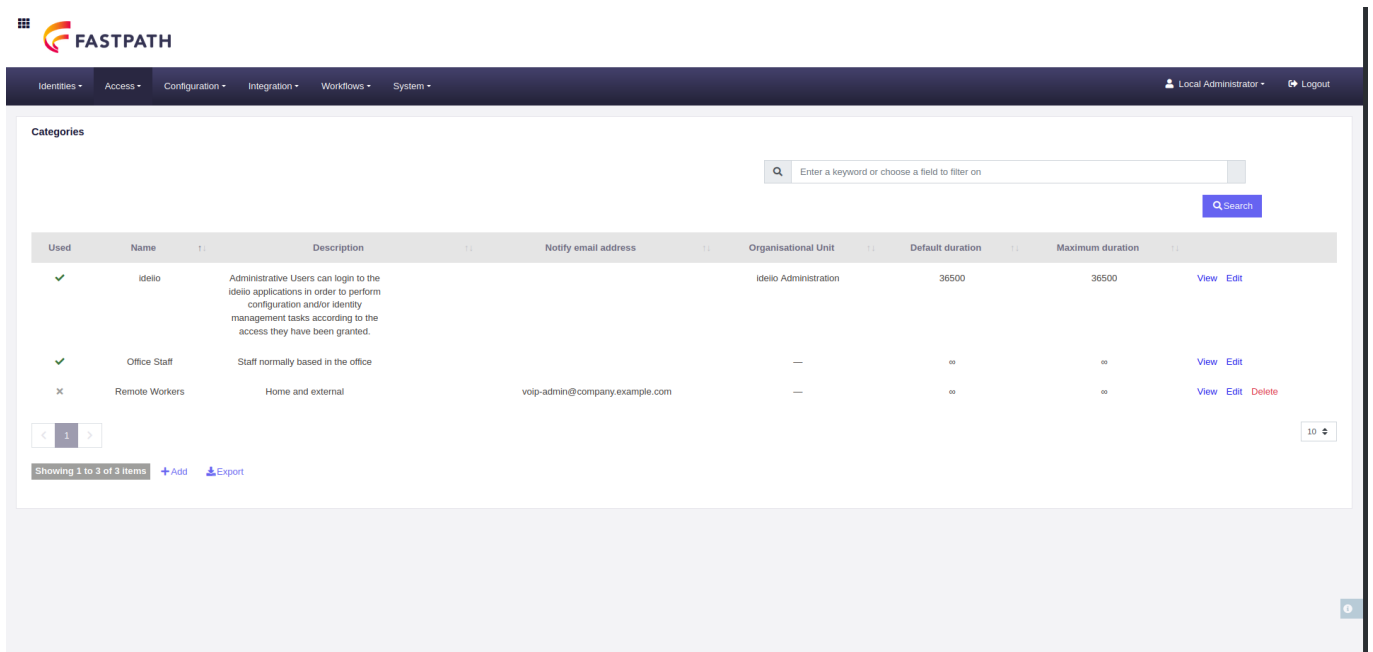 FASTPATH
Identities Access Configuration Integration Workflows System Local Administrator Logout
Categories
Enter a keyword or choose a field to filter on
Search
Used Name ↑↓ Description ↑↓ Notify email address ↑↓ Organisational Unit ↑↓ Default duration ↑↓ Maximum duration ↑↓
ideiio Administrative Users can login to the ideiio Administration 36500 36500 View Edit
ideiio applications in order to perform
configuration and/or identity
management tasks according to the
access they have been granted.
Office Staff Staff normally based in the office — ∞ ∞ View Edit
Remote Workers Home and external voip-admin@company.example.com — ∞ ∞ View Edit Delete
1
10
Showing 1 to 3 of 3 items +Add Export